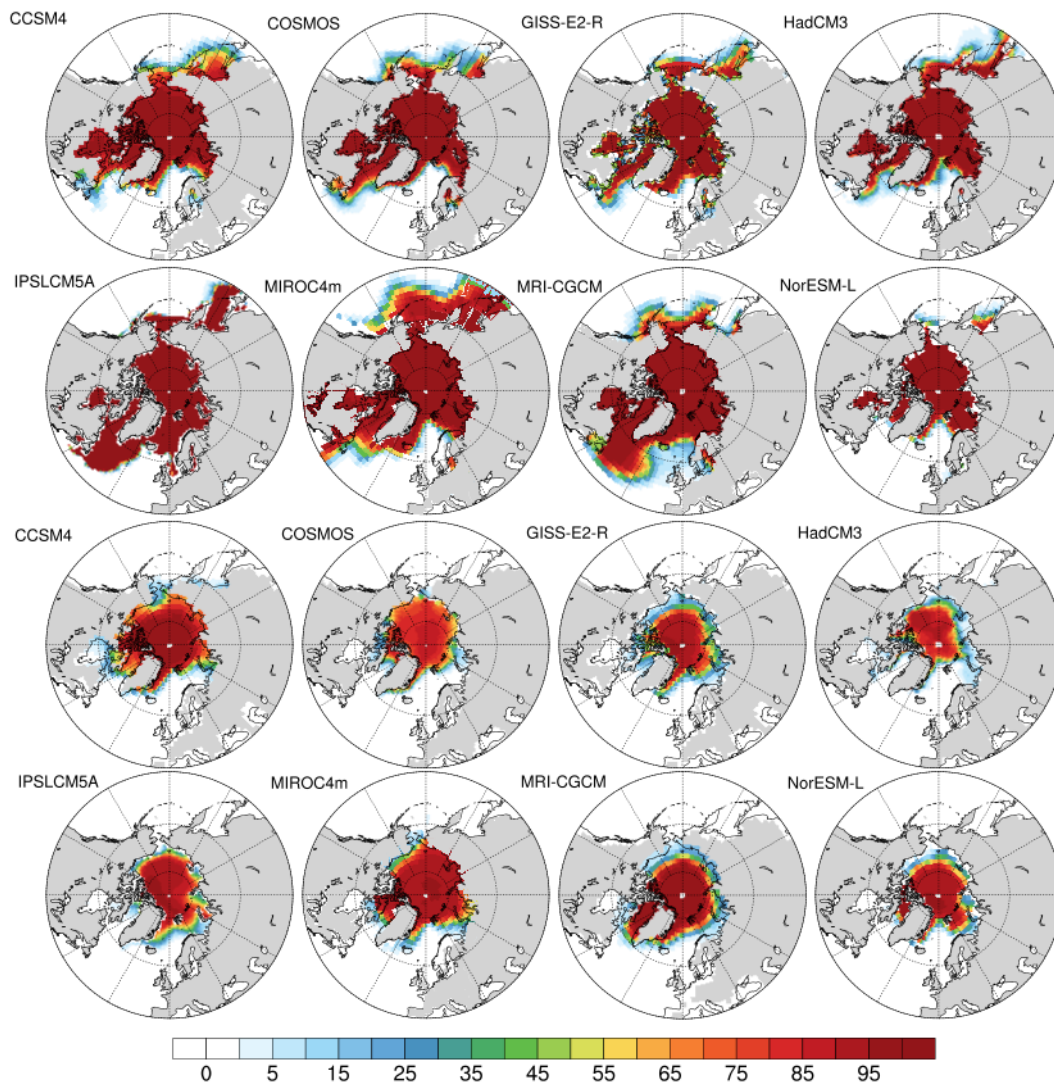 CCSM4 COSMOS GISS-E2-R HadCM3
IPSLCM5A MIROC4m MRI-CGCM NorESM-L
CCSM4 COSMOS GISS-E2-R HadCM3
IPSLCM5A MIROC4m MRI-CGCM NorESM-L
0 5 15 25 35 45 55 65 75 85 95